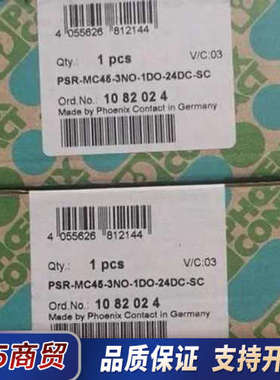 4 055626 812144
Qty.: 1 pcs V/C:03
PSR-MC45-3NO-1DO-24DC-SC
Ord.No.: 10 82 02 4
Made by Phoenix Contact in Germany
4 055626 812144
Qty.: 1 pcs V/C:03
PSR-MC45-3NO-1DO-24DC-SC
Ord.No.: 10 82 02 4
Made by Phoenix Contact in Germany
5商贸 品质保证 支持开